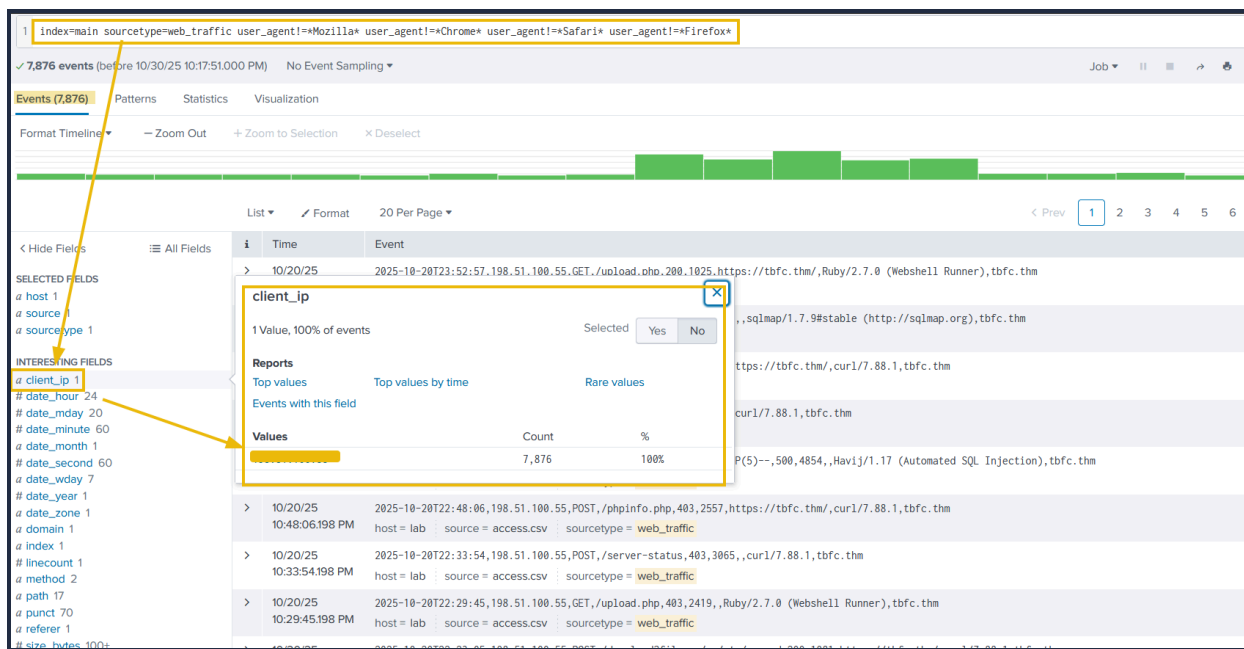 1 index=main sourcetype=web_traffic user_agent!=*Mozilla* user_agent!=*Chrome* user_agent!=*Safari* user_agent!=*Firefox*
✓ 7,876 events (before 10/30/25 10:17:51.000 PM) No Event Sampling ▾ Job ▾
Events (7,876) Patterns Statistics Visualization
Format Timeline ▾ — Zoom Out + Zoom to Selection × Deselect
List ▾ Format 20 Per Page ▾ < Prev 1 2 3 4 5 6
< Hide Fields All Fields i Time Event
SELECTED FIELDS
a host 1
a source 1
a sourcetype 1
INTERESTING FIELDS
a client_ip 1
# date_hour 24
# date_mday 20
# date_minute 60
a date_month 1
# date_second 60
a date_wday 7
# date_year 1
a date_zone 1
a domain 1
a index 1
# linecount 1
a method 2
a path 17
a punct 70
a referer 1
# size_bytes 100+
> 10/20/25 2025-10-20T23:52:57,198.51.100.55,GET,/upload.php,200,1025,https://tbfc.thm/,Ruby/2.7.0 (Webshell Runner),tbfc.thm
,,sqlmap/1.7.9#stable (http://sqlmap.org),tbfc.thm
ttps://tbfc.thm/,curl/7.88.1,tbfc.thm
curl/7.88.1,tbfc.thm
P(5)--,500,4854,,Havij/1.17 (Automated SQL Injection),tbfc.thm
client_ip ×
1 Value, 100% of events Selected Yes No
Reports
Top values Top values by time Rare values
Events with this field
Values Count %
7,876 100%
> 10/20/25 2025-10-20T22:48:06,198.51.100.55,POST,/phpinfo.php,403,2557,https://tbfc.thm/,curl/7.88.1,tbfc.thm
10:48:06.198 PM host = lab source = access.csv sourcetype = web_traffic
> 10/20/25 2025-10-20T22:33:54,198.51.100.55,POST,/server-status,403,3065,,curl/7.88.1,tbfc.thm
10:33:54.198 PM host = lab source = access.csv sourcetype = web_traffic
> 10/20/25 2025-10-20T22:29:45,198.51.100.55,GET,/upload.php,403,2419,,Ruby/2.7.0 (Webshell Runner),tbfc.thm
10:29:45.198 PM host = lab source = access.csv sourcetype = web_traffic